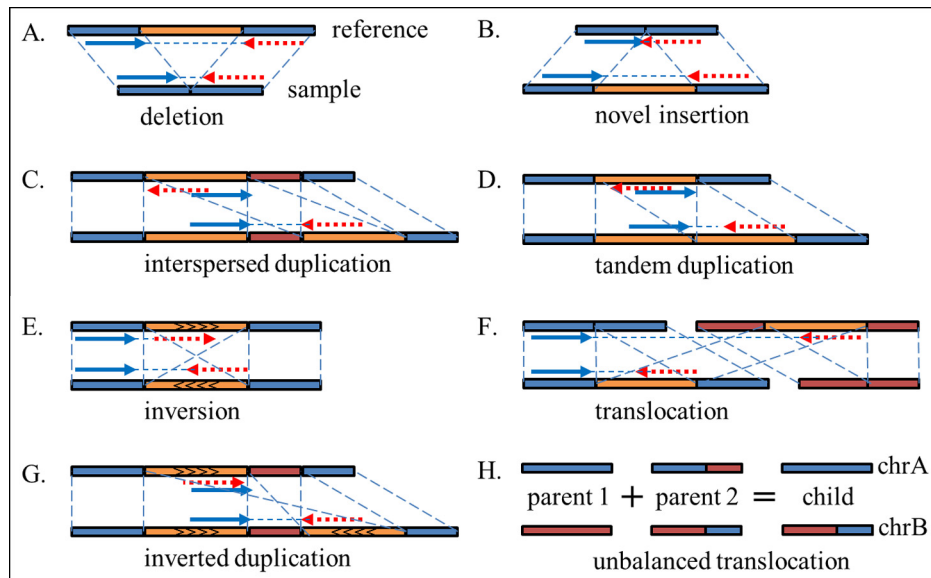 A.
reference
sample
deletion
B.
novel insertion
C.
interspersed duplication
D.
tandem duplication
E.
>>>>>
<<<<<
inversion
F.
translocation
G.
>>>>>
>>>>> <<<<<
inverted duplication
H.
chrA
parent 1 + parent 2 = child
chrB
unbalanced translocation